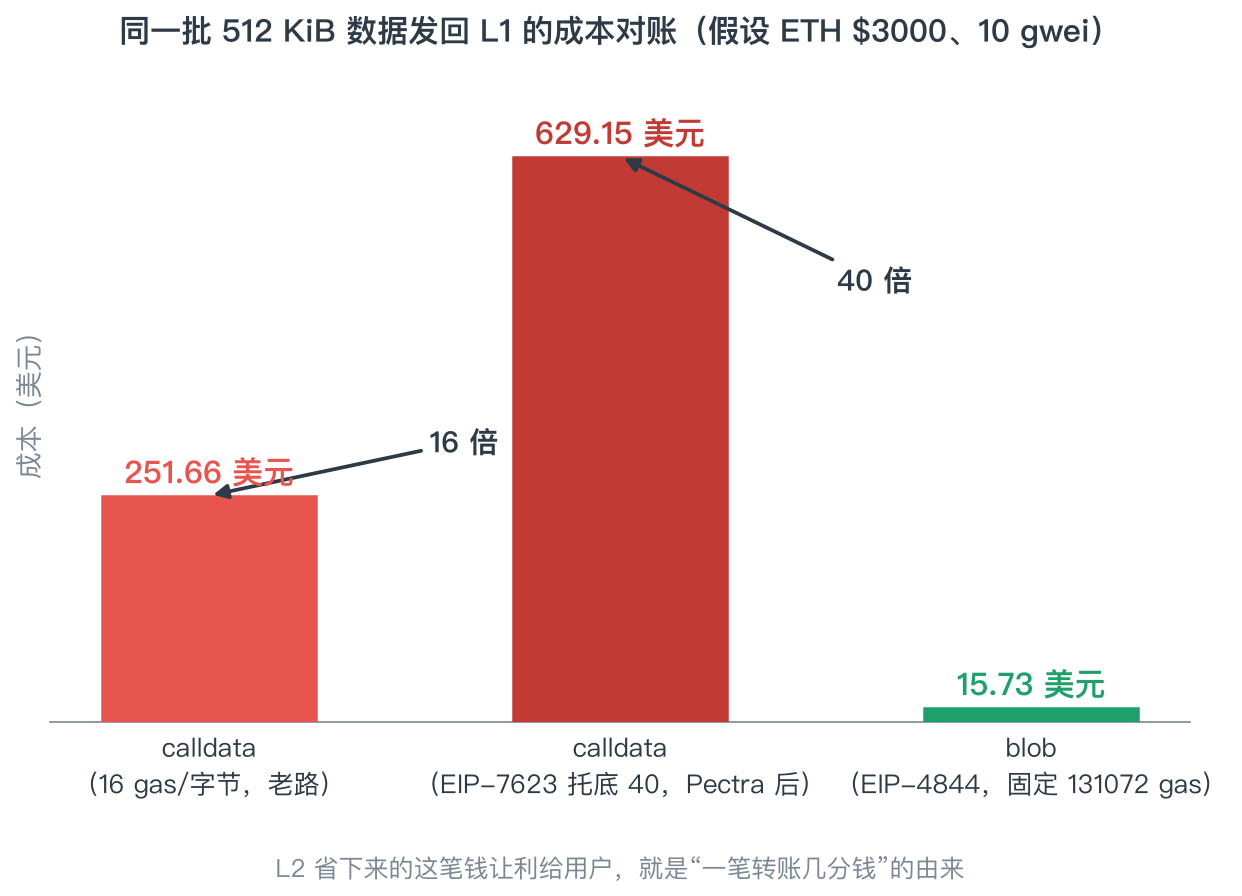 同一批 512 KiB 数据发回 L1 的成本对账（假设 ETH $3000、10 gwei）
629.15 美元
40 倍
成本（美元）
16 倍
251.66 美元
15.73 美元
calldata
（16 gas/字节，老路）
calldata
（EIP-7623 托底 40，Pectra 后）
blob
（EIP-4844，固定 131072 gas）
L2 省下来的这笔钱让利给用户，就是“一笔转账几分钱”的由来